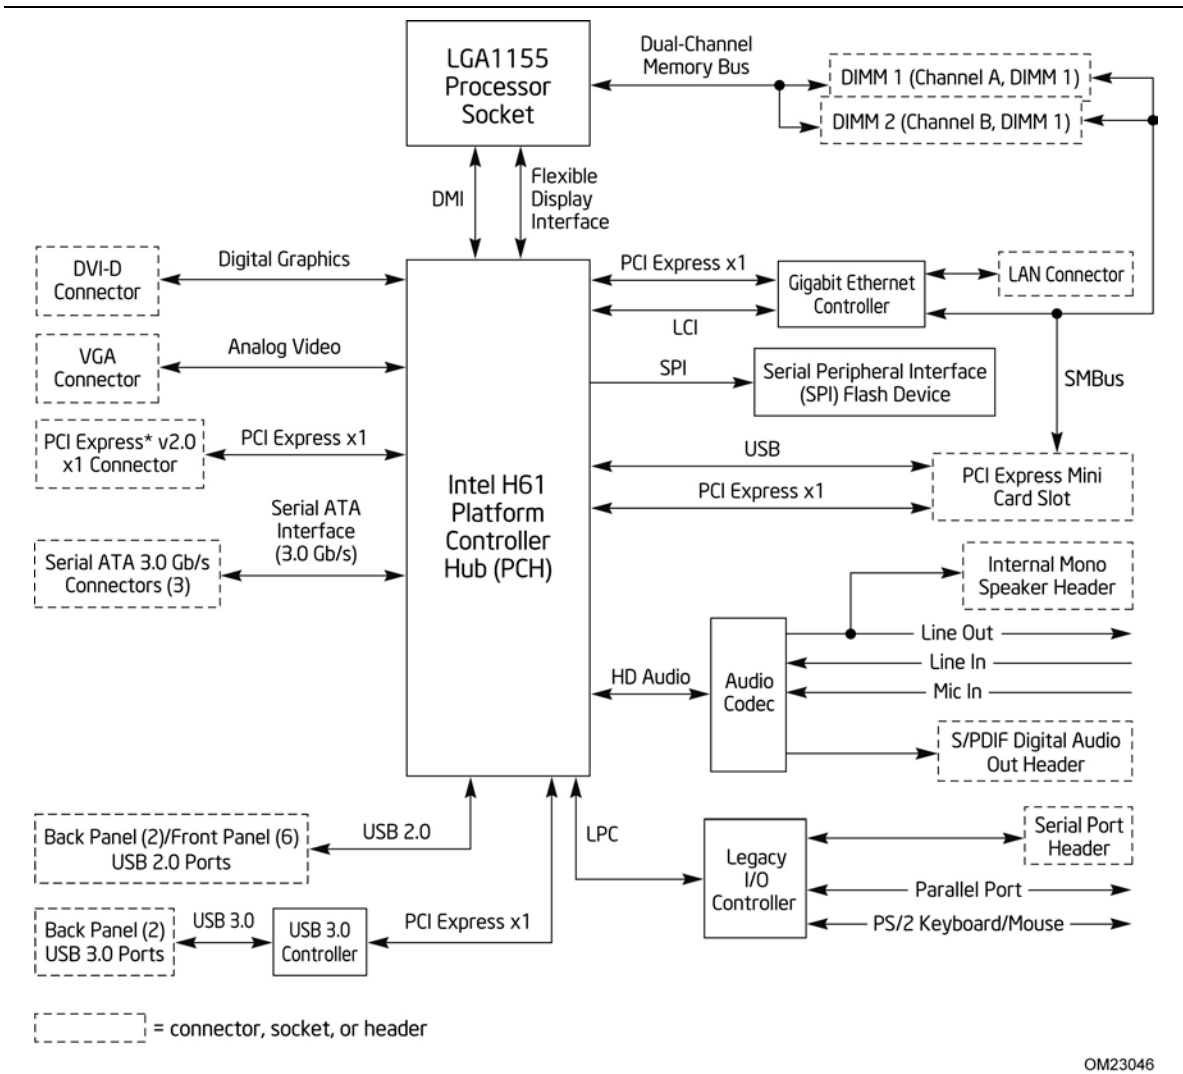 LGA1155
Processor
Socket
Dual-Channel
Memory Bus
DIMM 1 (Channel A, DIMM 1)
DIMM 2 (Channel B, DIMM 1)
DMI
Flexible
Display
Interface
DVI-D
Connector
Digital Graphics
VGA
Connector
Analog Video
PCI Express* v2.0
x1 Connector
PCI Express x1
Serial ATA
Interface
(3.0 Gb/s)
Serial ATA 3.0 Gb/s
Connectors (3)
Intel H61
Platform
Controller
Hub (PCH)
PCI Express x1
LCI
Gigabit Ethernet
Controller
LAN Connector
SPI
Serial Peripheral Interface
(SPI) Flash Device
SMBus
USB
PCI Express x1
PCI Express Mini
Card Slot
Internal Mono
Speaker Header
HD Audio
Audio
Codec
Line Out
Line In
Mic In
S/PDIF Digital Audio
Out Header
Back Panel (2)/Front Panel (6)
USB 2.0 Ports
USB 2.0
LPC
Legacy
I/O
Controller
Serial Port
Header
Parallel Port
PS/2 Keyboard/Mouse
Back Panel (2)
USB 3.0 Ports
USB 3.0
USB 3.0
Controller
PCI Express x1
= connector, socket, or header
OM23046